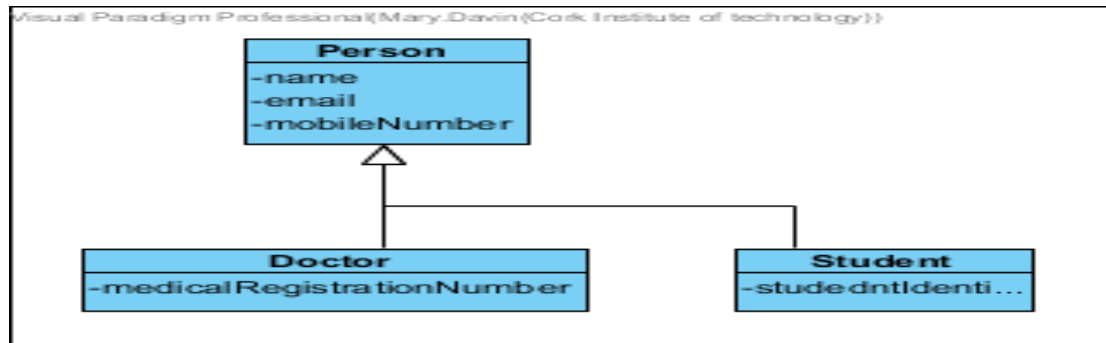 Visual Paradigm Professional(Mary.Davin(Cork Institute of technology))
Person
-name
-email
-mobileNumber
Doctor
-medicalRegistrationNumber
Student
-studedntIdenti...